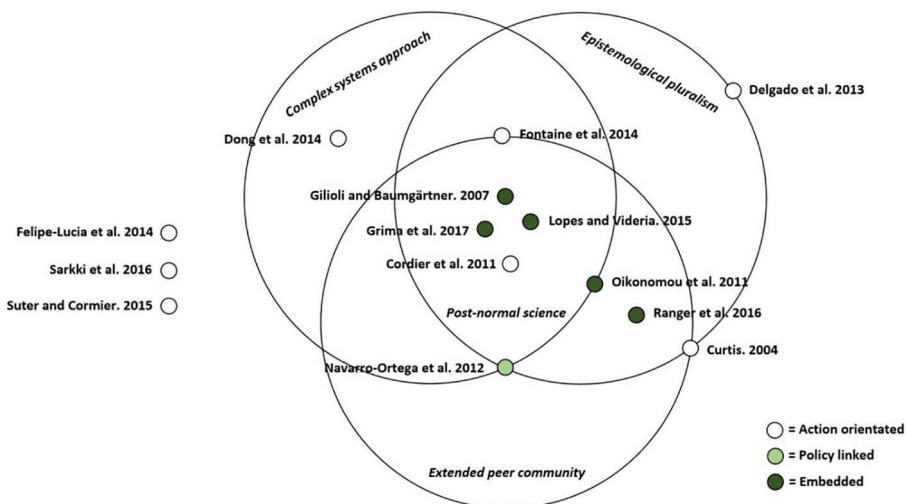 Complex systems approach
Epistemological pluralism
Delgado et al. 2013
Dong et al. 2014
Fontaine et al. 2014
Gilioli and Baumgärtner. 2007
Lopes and Videria. 2015
Grima et al. 2017
Felipe-Lucia et al. 2014
Cordier et al. 2011
Sarkki et al. 2016
Oikonomou et al. 2011
Suter and Cormier. 2015
Post-normal science
Ranger et al. 2016
Curtis. 2004
Navarro-Ortega et al. 2012
Extended peer community
= Action orientated
= Policy linked
= Embedded